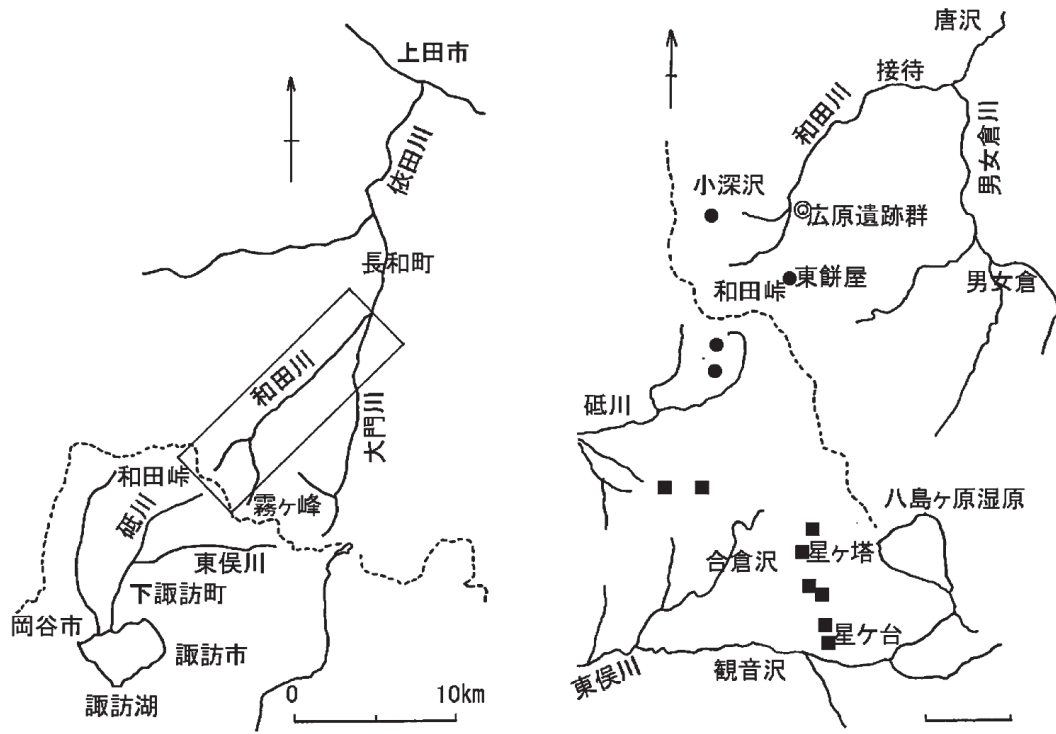 上田市
依田川
長和町
和田川
大門川
和田峠
砥川
霧ヶ峰
東俣川
下諏訪町
岡谷市
諏訪市
諏訪湖
0 10km
唐沢
接待
和田川
男女倉川
小深沢
広原遺跡群
和田峠
東餅屋
男女倉
砥川
八島ヶ原湿原
合倉沢
星ヶ塔
星ケ台
東俣川
観音沢